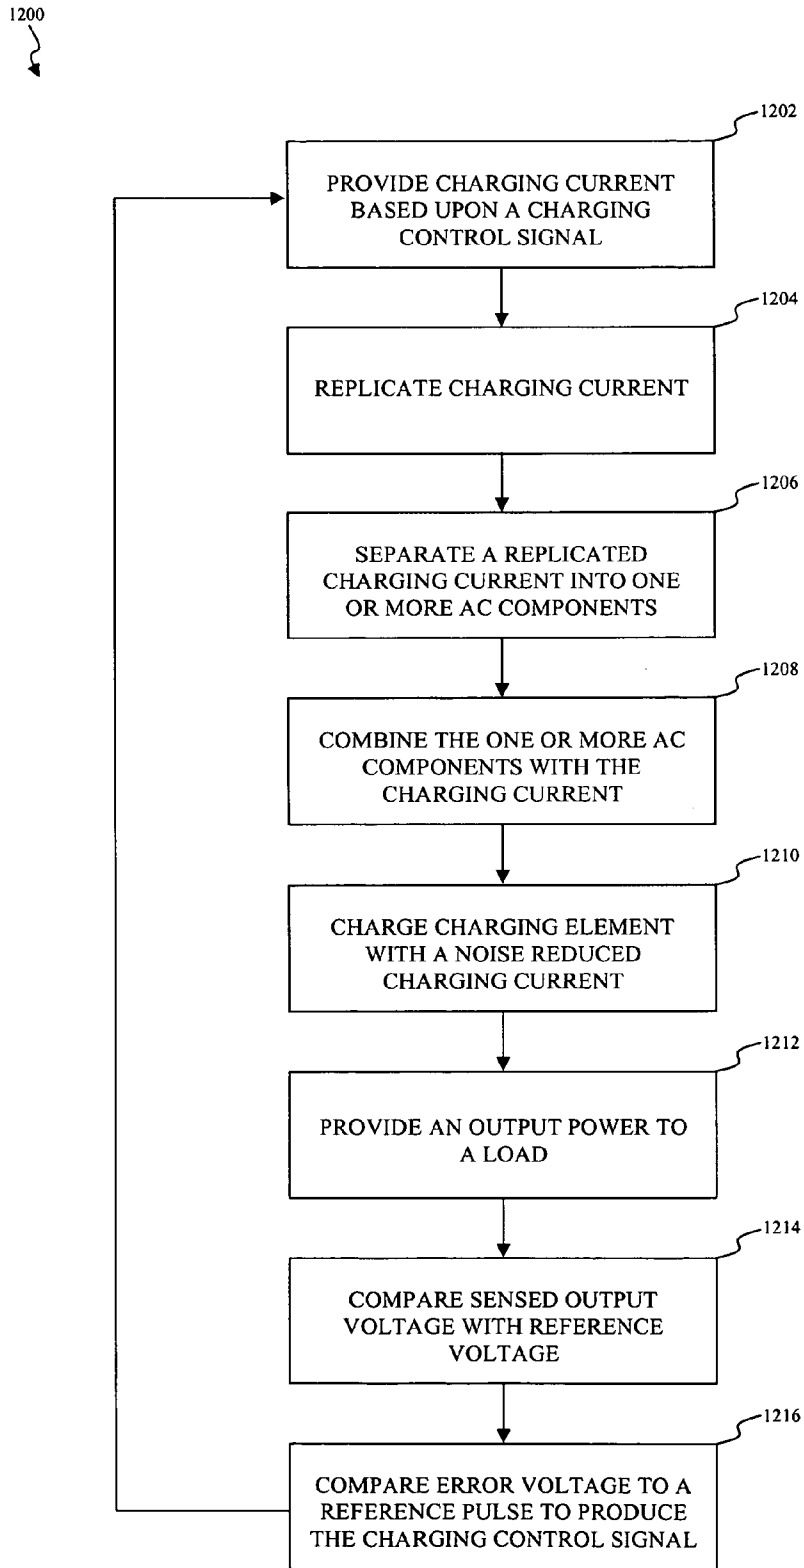 1200
1202
PROVIDE CHARGING CURRENT
BASED UPON A CHARGING
CONTROL SIGNAL
1204
REPLICATE CHARGING CURRENT
1206
SEPARATE A REPLICATED
CHARGING CURRENT INTO ONE
OR MORE AC COMPONENTS
1208
COMBINE THE ONE OR MORE AC
COMPONENTS WITH THE
CHARGING CURRENT
1210
CHARGE CHARGING ELEMENT
WITH A NOISE REDUCED
CHARGING CURRENT
1212
PROVIDE AN OUTPUT POWER TO
A LOAD
1214
COMPARE SENSED OUTPUT
VOLTAGE WITH REFERENCE
VOLTAGE
1216
COMPARE ERROR VOLTAGE TO A
REFERENCE PULSE TO PRODUCE
THE CHARGING CONTROL SIGNAL